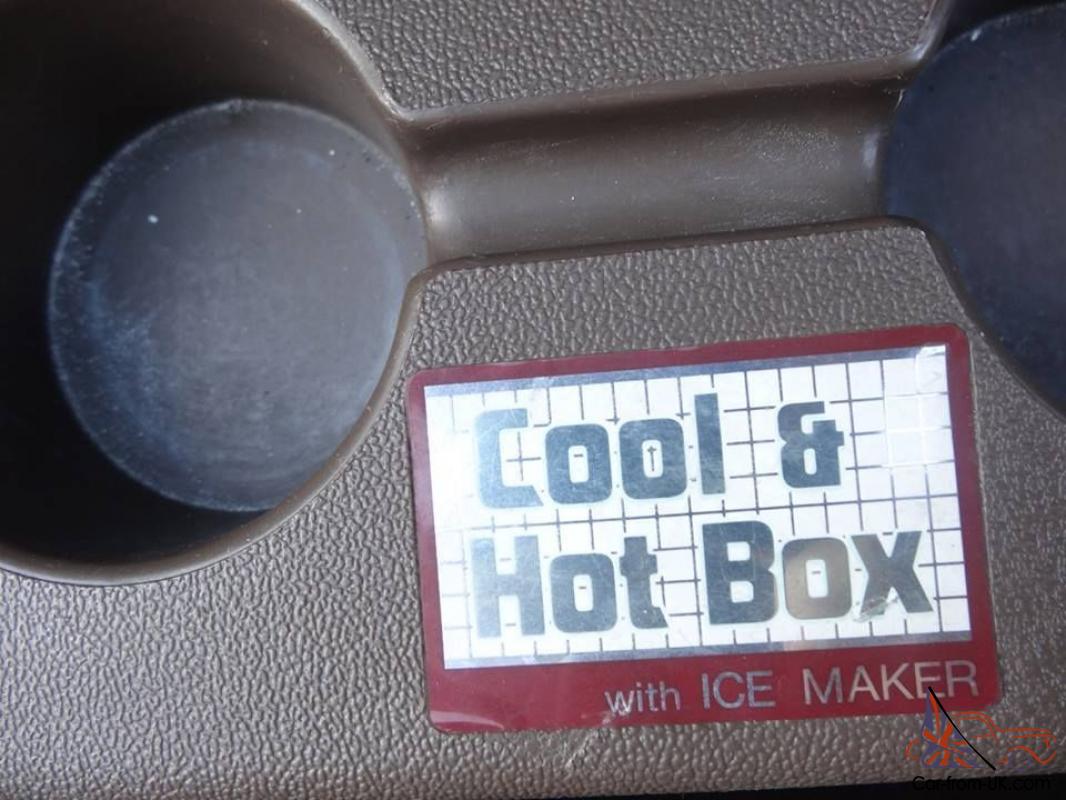 Cool &
Hot Box
with ICE MAKER
Car-from-UK.com